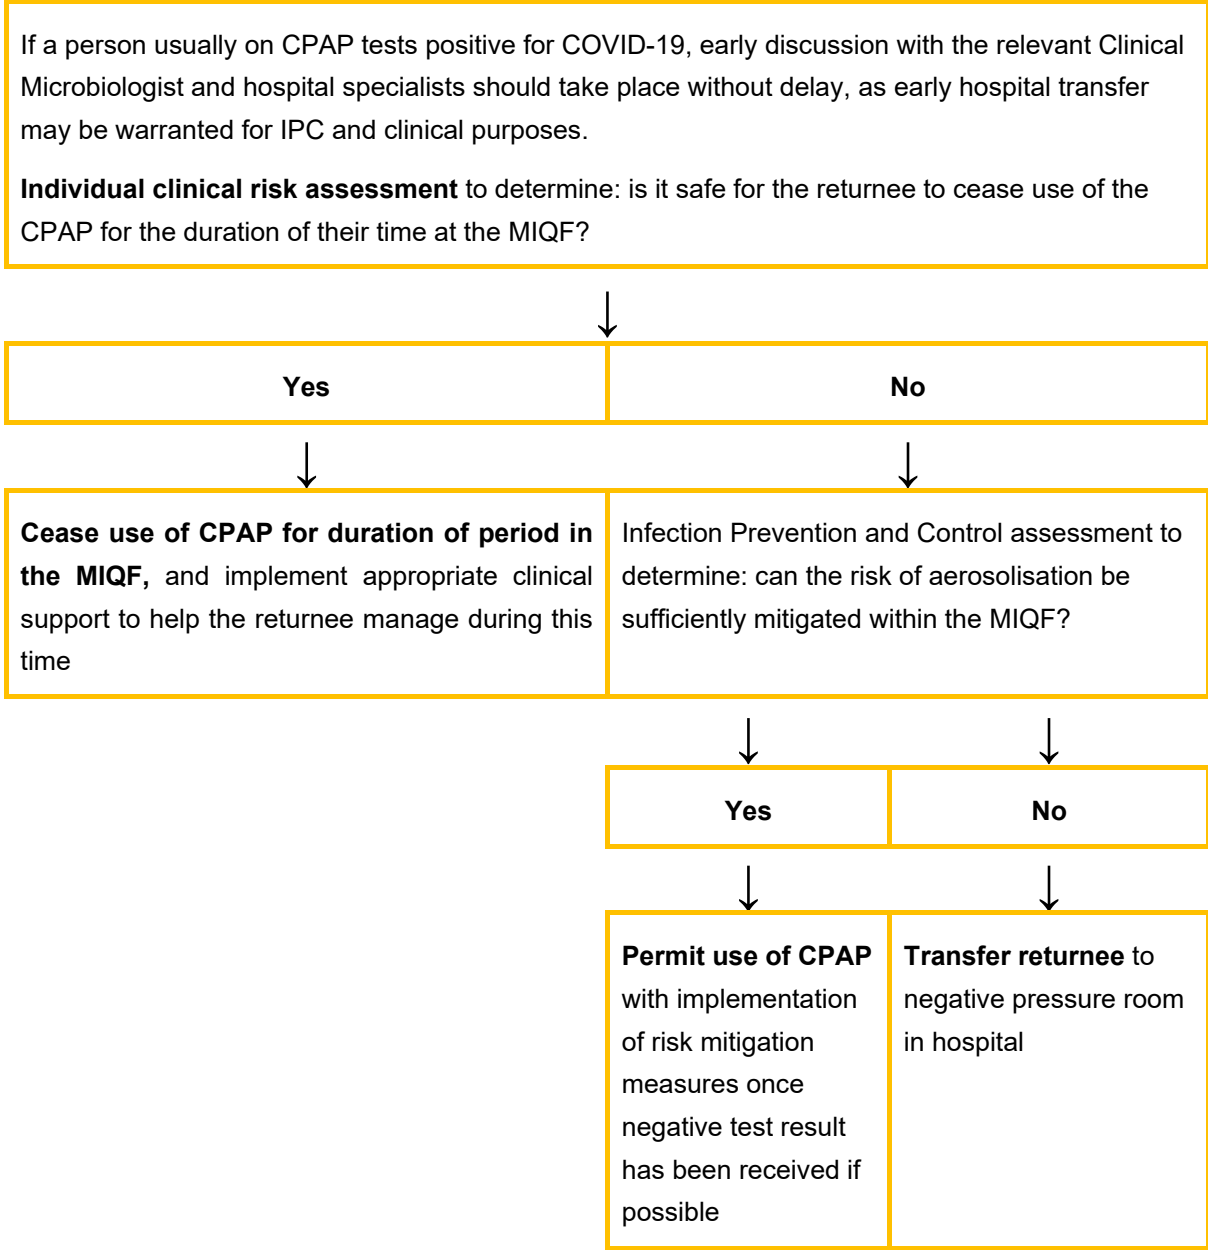 If a person usually on CPAP tests positive for COVID-19, early discussion with the relevant Clinical
Microbiologist and hospital specialists should take place without delay, as early hospital transfer
may be warranted for IPC and clinical purposes.
Individual clinical risk assessment to determine: is it safe for the returnee to cease use of the
CPAP for the duration of their time at the MIQF?
Yes
No
Cease use of CPAP for duration of period in
the MIQF, and implement appropriate clinical
support to help the returnee manage during this
time
Infection Prevention and Control assessment to
determine: can the risk of aerosolisation be
sufficiently mitigated within the MIQF?
Yes
No
Permit use of CPAP
with implementation
of risk mitigation
measures once
negative test result
has been received if
possible
Transfer returnee to
negative pressure room
in hospital